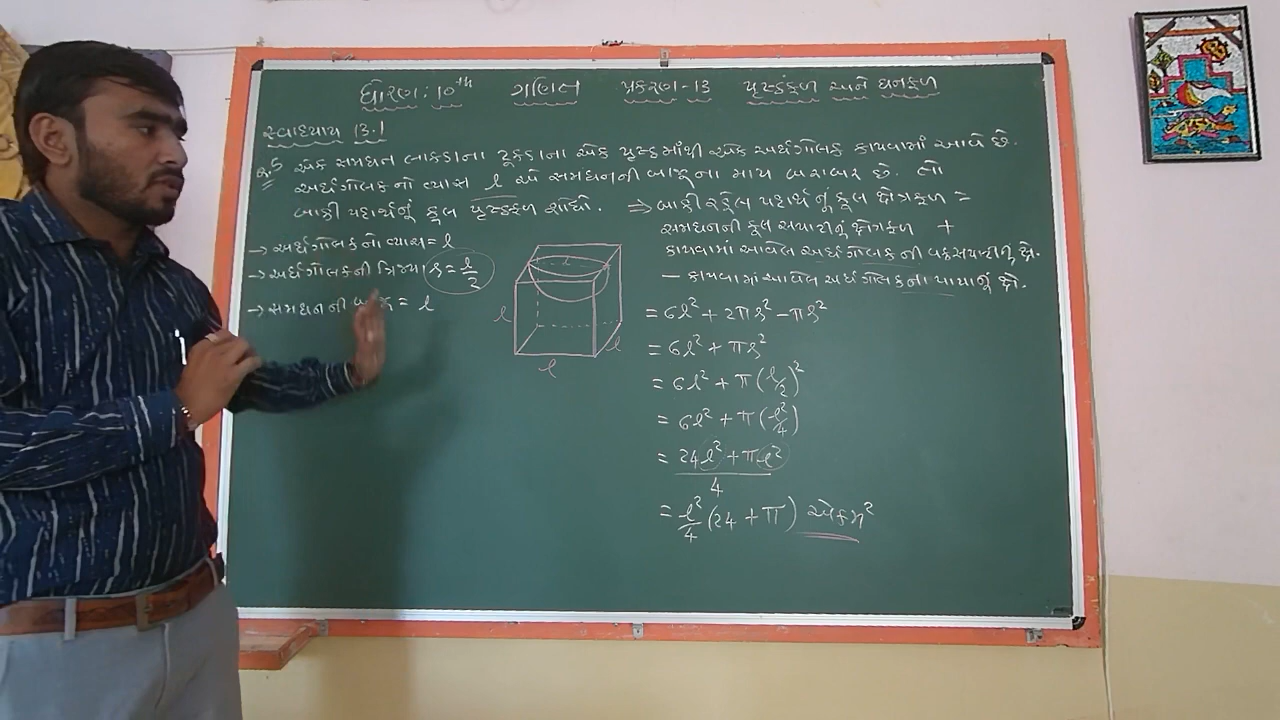 ધોરણ : 10th ગણિત પ્રકરણ - 13 પૃષ્ઠફળ અને ઘનફળ
સ્વાધ્યાય 13.1
Q.5 એક સમઘન લાકડાના ટૂકડાના એક પૃષ્ઠમાંથી એક અર્ધગોલક કાપવામાં આવે છે.
અર્ધગોલકનો વ્યાસ l એ સમઘનની બાજૂના માપ બરાબર છે. તો
બાકી પદાર્થનું કૂલ પૃષ્ઠફળ શોધો.
→ અર્ધગોલકનો વ્યાસ = l
→ અર્ધગોલકની ત્રિજ્યા r = l/2
→ સમઘનની = l
l
l
l
l
⇒ બાકી રહેલ પદાર્થનું કૂલ ક્ષેત્રફળ =
સમઘનની કૂલ સપાટીનું ક્ષેત્રફળ +
કાપવામાં આવેલ અર્ધગોલકની વક્રસપાટીનું ક્ષે.
– કાપવામાં આવેલ અર્ધગોલકના પાયાનું ક્ષે.
= 6l² + 2πr² – πr²
= 6l² + πr²
= 6l² + π(l/2)²
= 6l² + π(l²/4)
= 24l² + πl² / 4
= l²/4 (24 + π) એકમ²